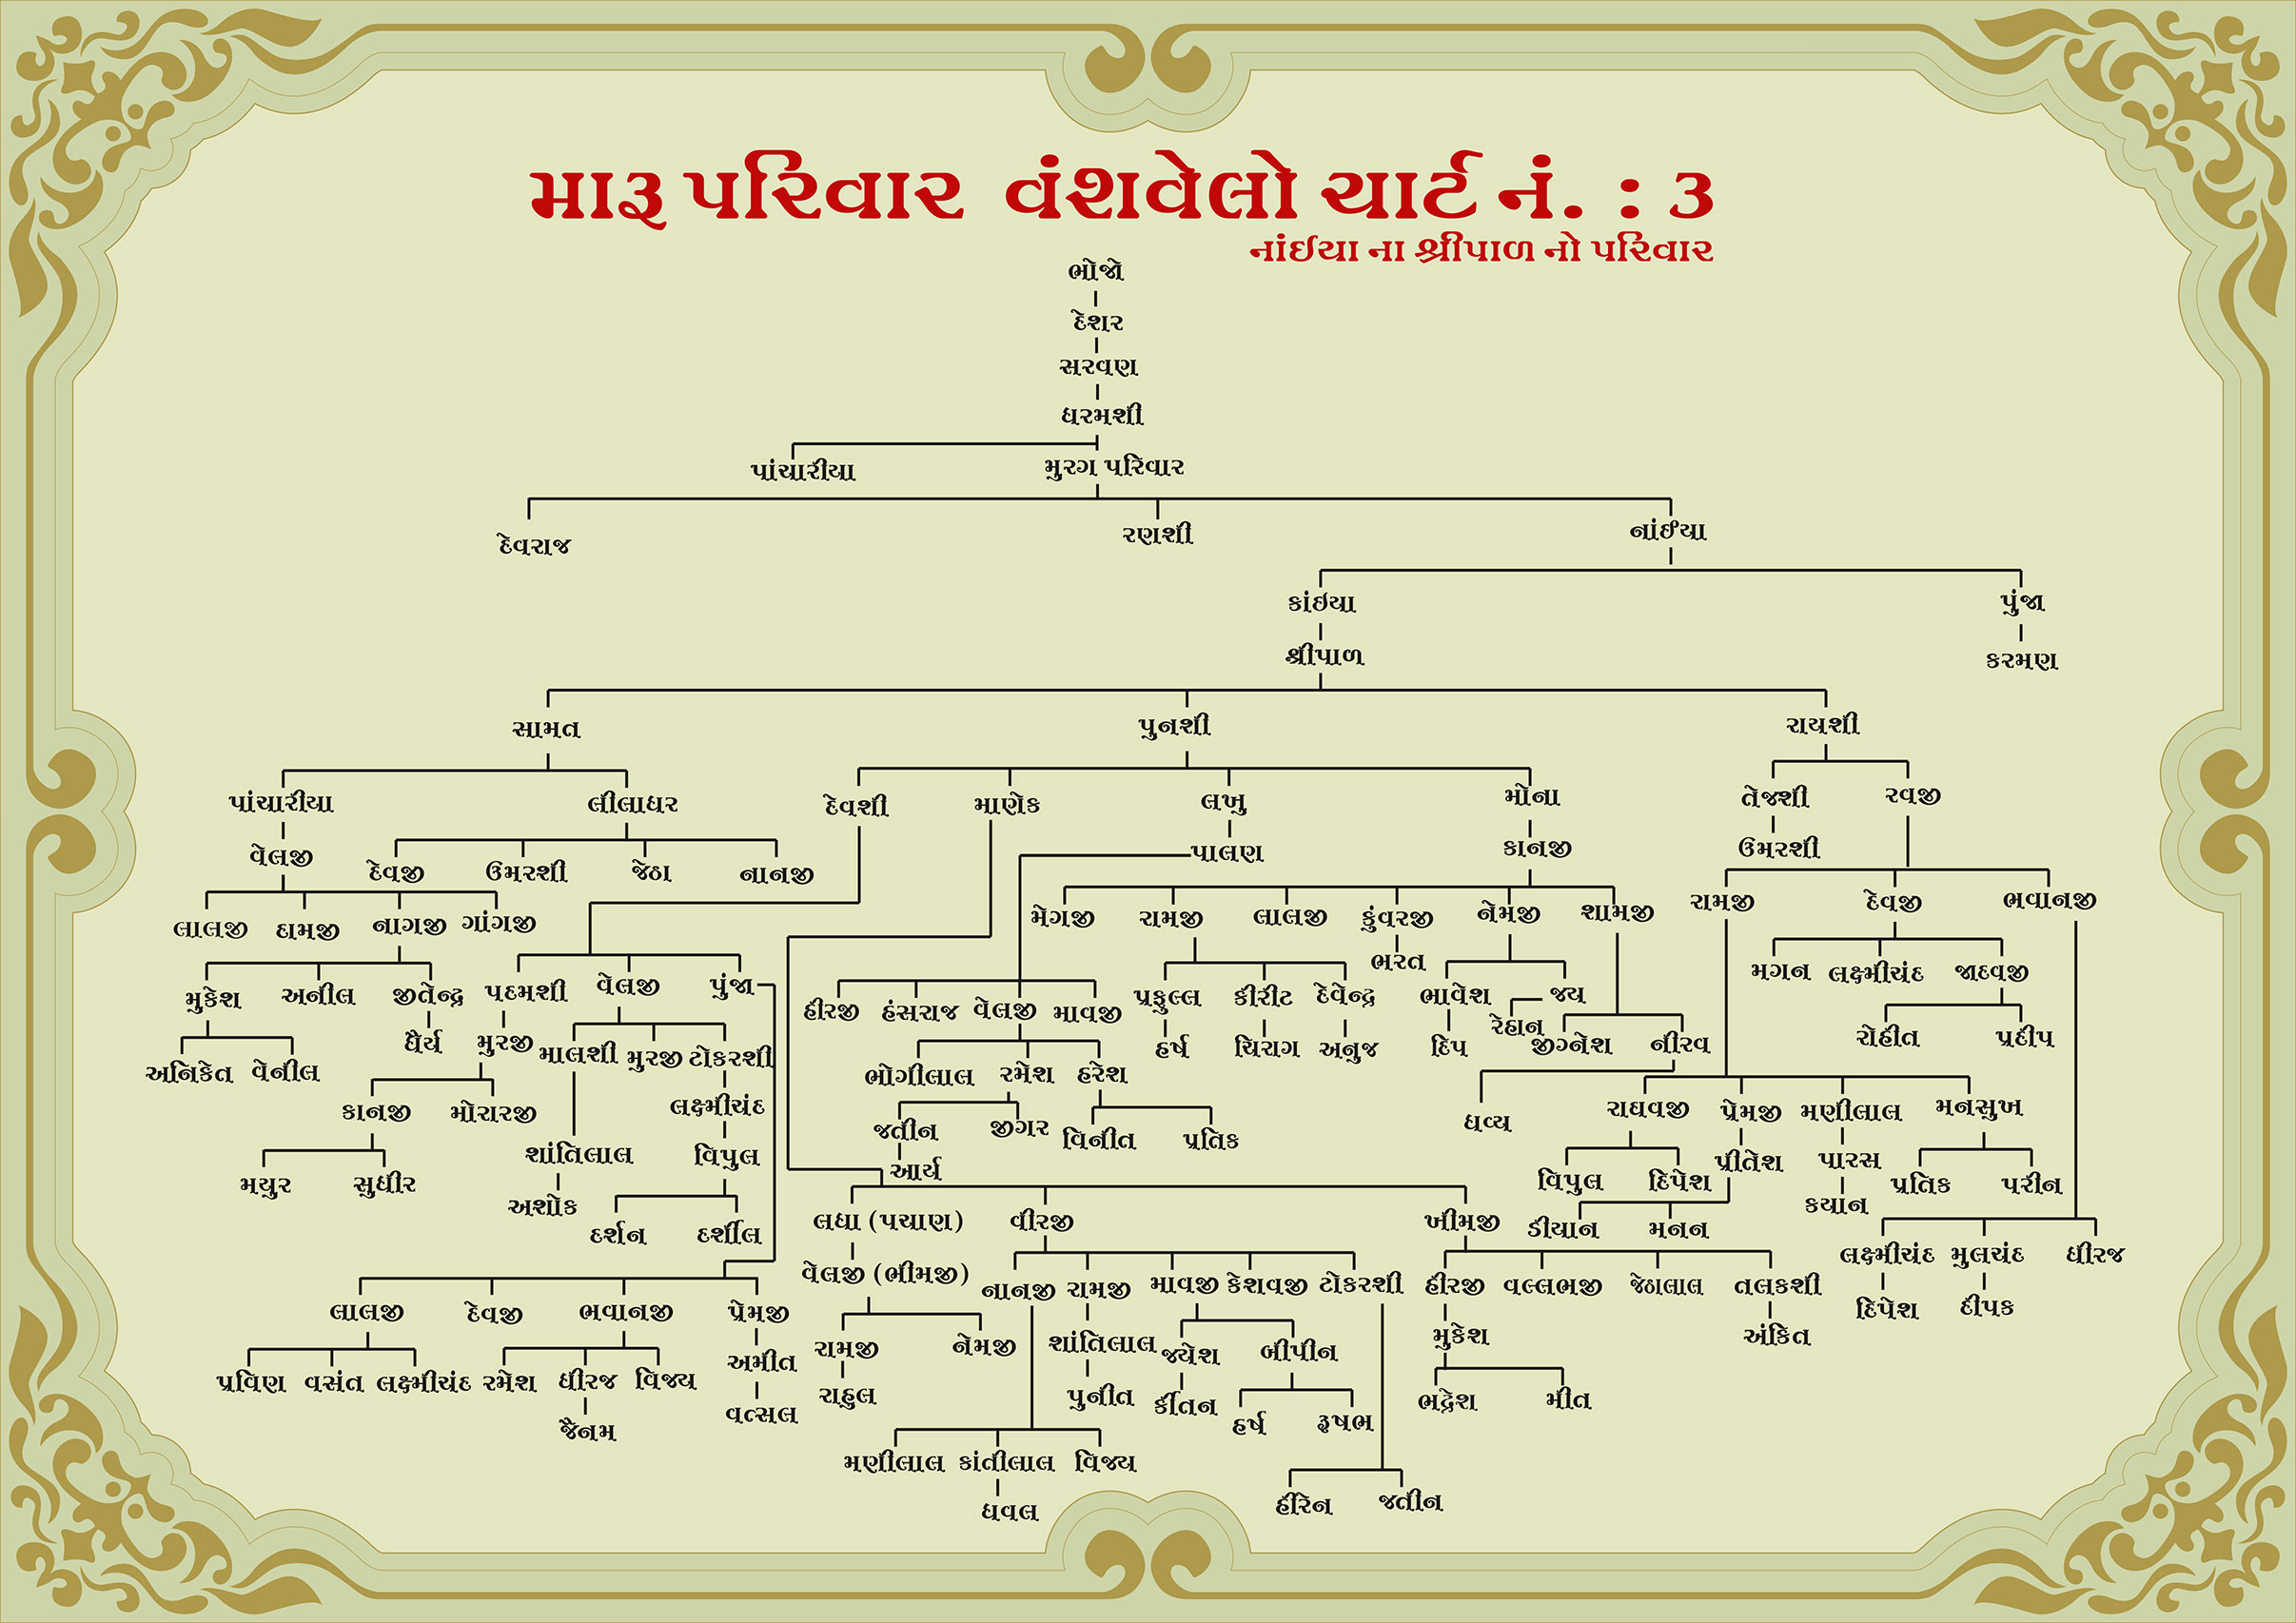 મારૂ પરિવાર વંશવેલો ચાર્ટ નં. : 3
નાંઈયા ના શ્રીપાળ નો પરિવાર
ભોજો
દેશર
સરવણ
ધરમશી
પાંચારીયા મુરગ પરિવાર
દેવરાજ રણશી નાંઈયા
કાંઇયા પુંજા
શ્રીપાળ કરમણ
સામત પુનશી રાયશી
પાંચારીયા લીલાધર દેવશી માણેક લખુ મોના તેજશી રવજી
વેલજી દેવજી ઉમરશી જેઠા નાનજી પાલણ કાનજી ઉમરશી
લાલજી દામજી નાગજી ગાંગજી મેગજી રામજી લાલજી કુંવરજી નેમજી શામજી રામજી દેવજી ભવાનજી
ભરત
મુકેશ અનીલ જીતેન્દ્ર પદમશી વેલજી પુંજા હીરજી હંસરાજ વેલજી માવજી પ્રફુલ્લ કીરીટ દેવેન્દ્ર ભાવેશ જય મગન લક્ષ્મીચંદ જાદવજી
રેહાન
ધૈર્ય મુરજી માલશી મુરજી ટોકરશી હર્ષ ચિરાગ અનુજ દિપ જીગ્નેશ નીરવ રોહીત પ્રદીપ
અનિકેત વેનીલ ભોગીલાલ રમેશ હરેશ
કાનજી મોરારજી લક્ષ્મીચંદ જતીન જીગર વિનીત પ્રતિક ધવ્ય રાઘવજી પ્રેમજી મણીલાલ મનસુખ
મયુર સુધીર શાંતિલાલ વિપુલ આર્ય વિપુલ દિપેશ પ્રીતેશ પારસ પ્રતિક પરીન
અશોક દર્શન દર્શીલ લધા (પચાણ) વીરજી ખીમજી ડીયાન મનન કયાન
વેલજી (ભીમજી) નાનજી રામજી માવજી કેશવજી ટોકરશી હીરજી વલ્લભજી જેઠાલાલ તલકશી લક્ષ્મીચંદ મુલચંદ ધીરજ
લાલજી દેવજી ભવાનજી પ્રેમજી રામજી નેમજી શાંતિલાલ જયેશ બીપીન મુકેશ અંકિત દિપેશ દીપક
પ્રવિણ વસંત લક્ષ્મીચંદ રમેશ ધીરજ વિજય અમીત રાહુલ પુનીત કીર્તન હર્ષ રૂષભ ભદ્રેશ મીત
જૈનમ વત્સલ
મણીલાલ કાંતીલાલ વિજય
ધવલ હીરેન જતીન